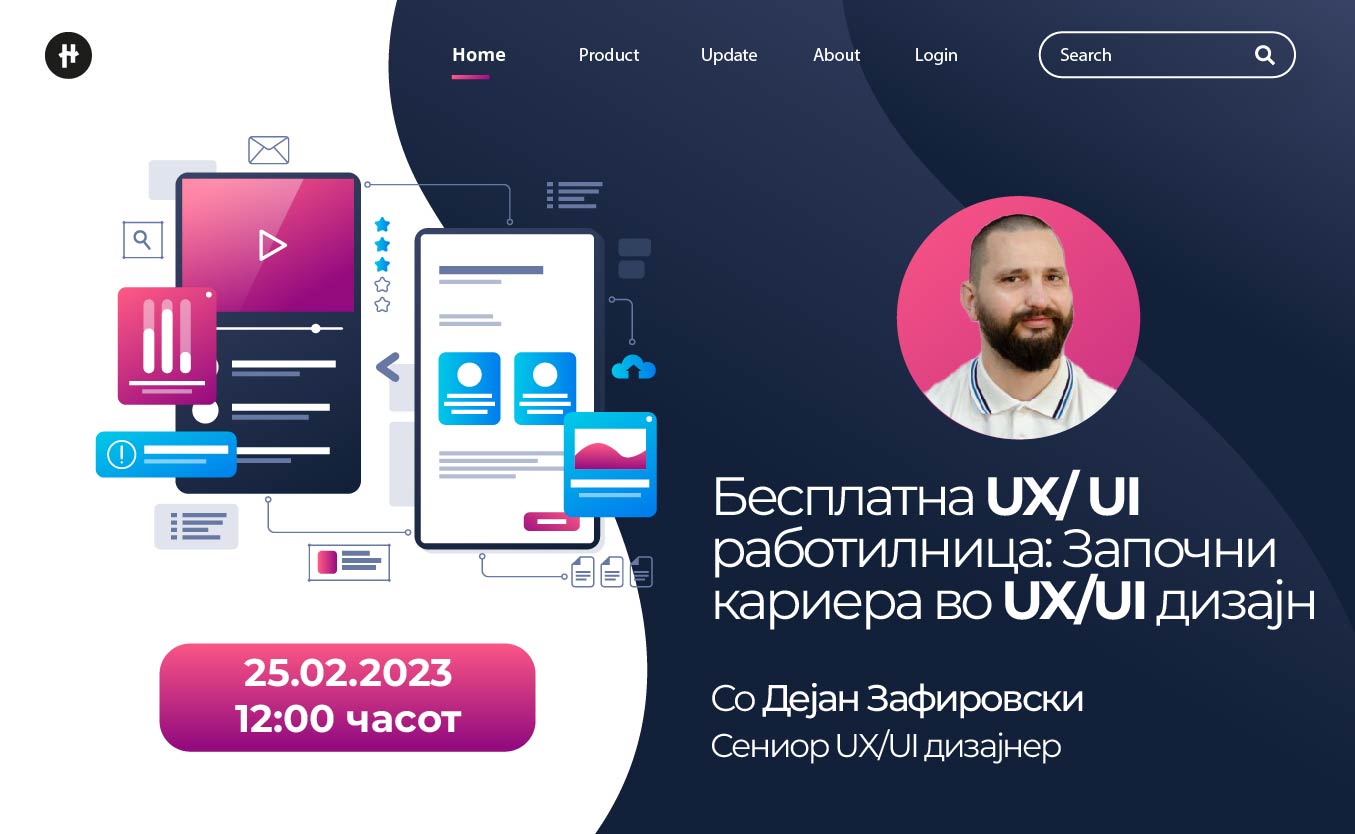 Home Product Update About Login Search
Бесплатна UX/ UI
работилница: Започни
кариера во UX/UI дизајн
Со Дејан Зафировски
Сениор UX/UI дизајнер
25.02.2023
12:00 часот